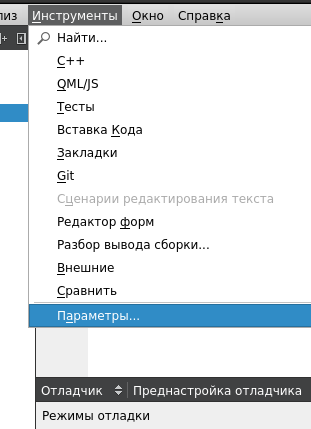 лиз Инструменты Окно Справка
Найти...
C++
QML/JS
Тесты
Вставка Кода
Закладки
Git
Сценарии редактирования текста
Редактор форм
Разбор вывода сборки...
Внешние
Сравнить
Параметры...
Отладчик Преднастройка отладчика
Режимы отладки